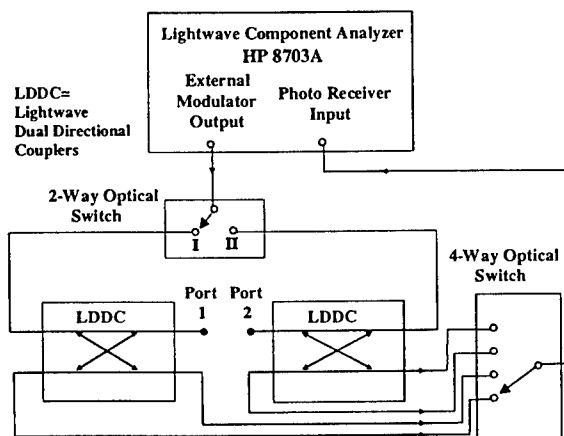 Lightwave Component Analyzer
HP 8703A
External
Modulator
Output
Photo Receiver
Input
LDDC=
Lightwave
Dual Directional
Couplers
2-Way Optical
Switch
I
II
4-Way Optical
Switch
Port
1
Port
2
LDDC
LDDC